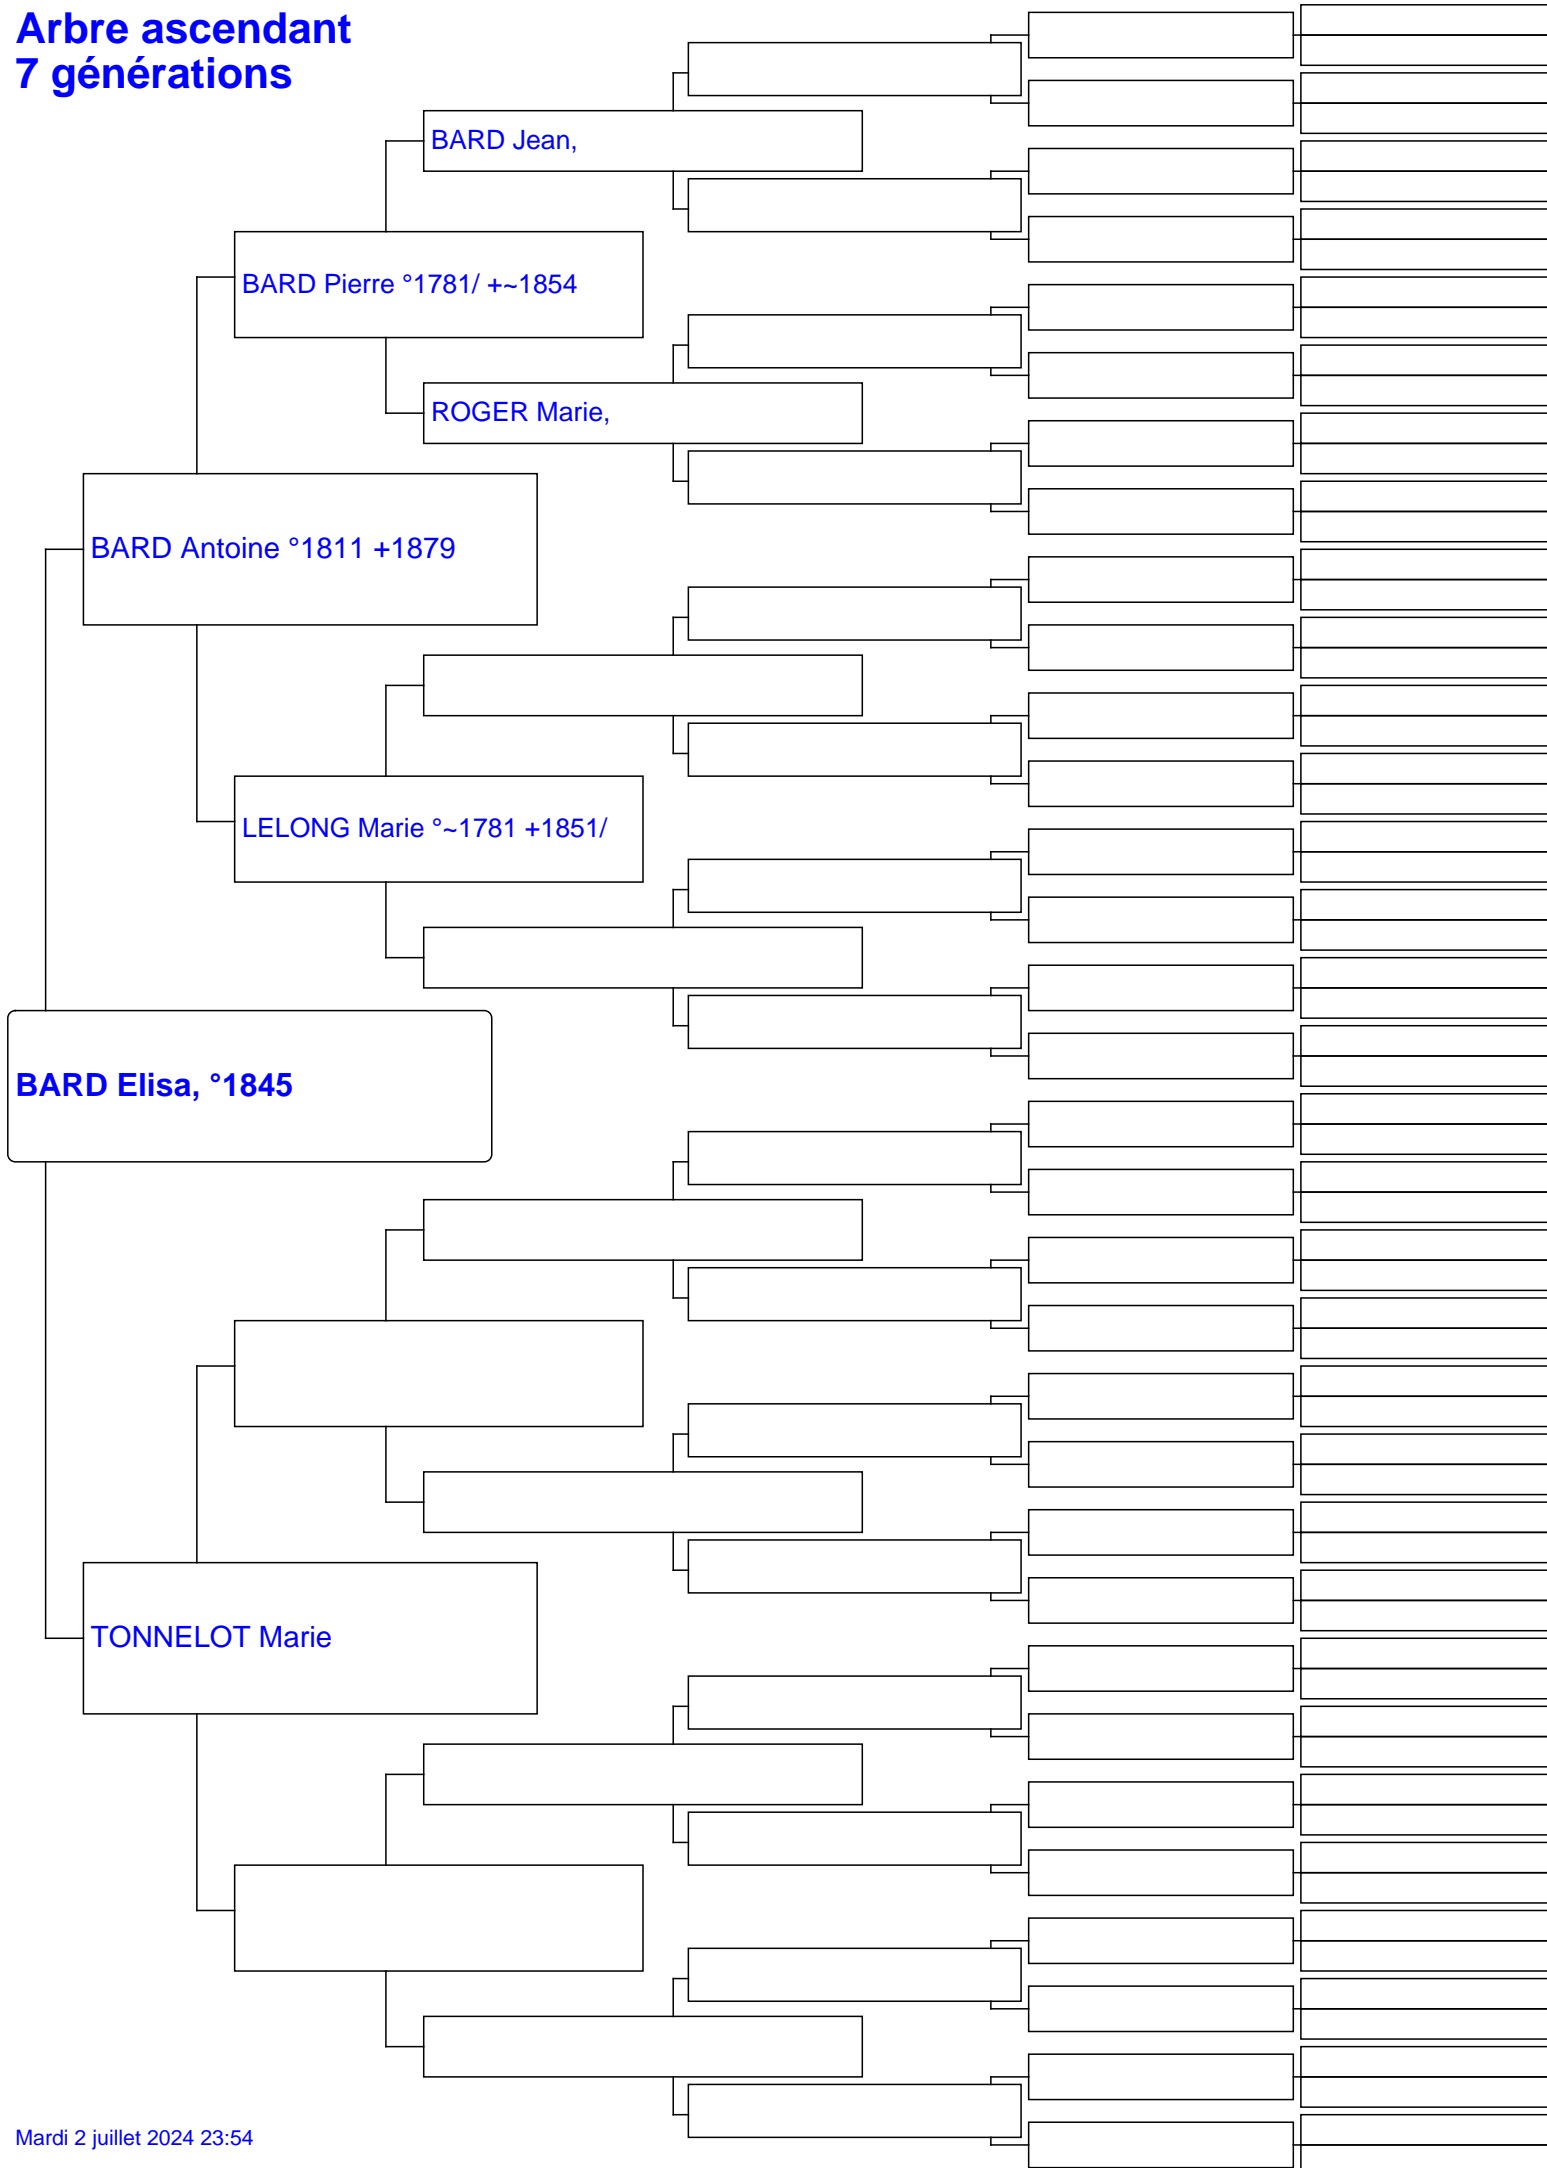 Arbre ascendant
7 générations
BARD Jean,
BARD Pierre °1781/ +~1854
ROGER Marie,
BARD Antoine °1811 +1879
LELONG Marie °~1781 +1851/
BARD Elisa, °1845
TONNELOT Marie
Mardi 2 juillet 2024 23:54